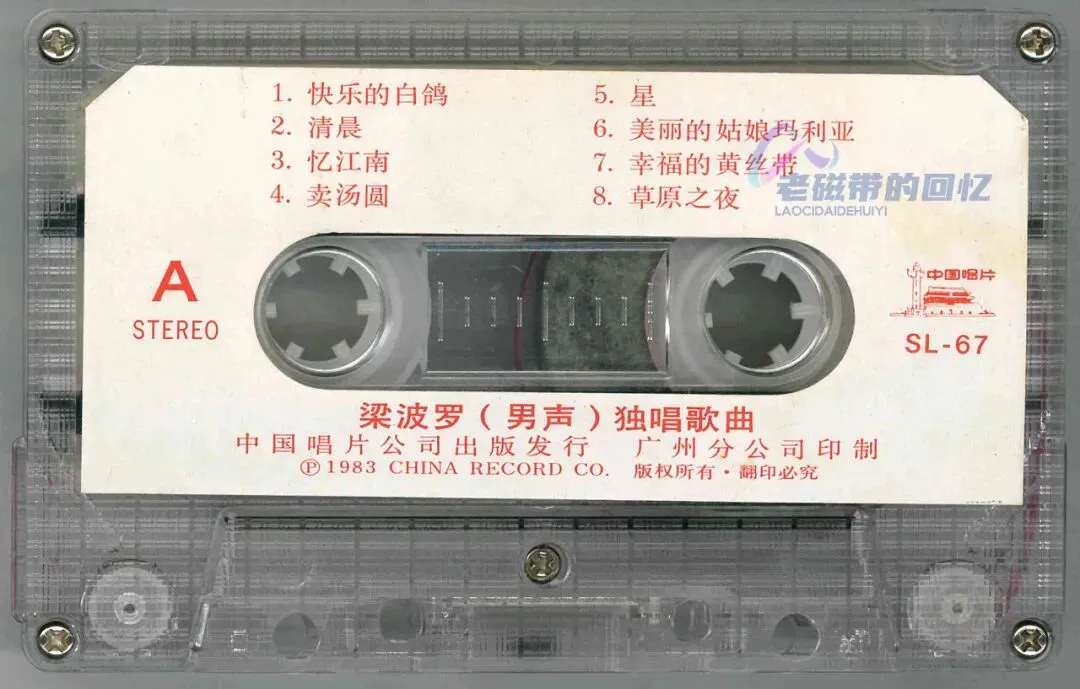 1. 快乐的白鸽
2. 清晨
3. 忆江南
4. 卖汤圆
5. 星
6. 美丽的姑娘玛利亚
7. 幸福的黄丝带
8. 草原之夜
老磁带的回忆
LAOCIDAIDEHUIYI
A
STEREO
中国唱片
SL-67
梁波罗(男声)独唱歌曲
中国唱片公司出版发行 广州分公司印制
Ⓟ1983 CHINA RECORD CO. 版权所有·翻印必究